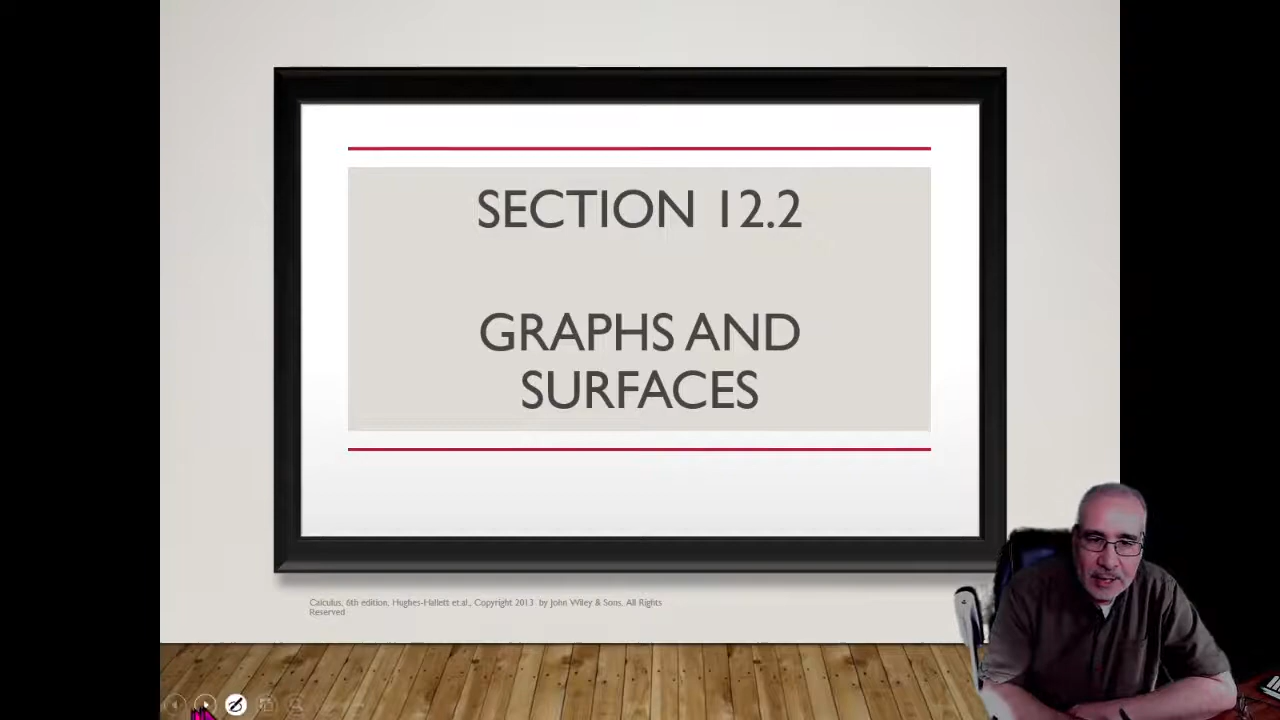 SECTION 12.2
GRAPHS AND
SURFACES
Calculus, 6th edition, Hughes-Hallett et.al., Copyright 2013 by John Wiley & Sons, All Rights
Reserved